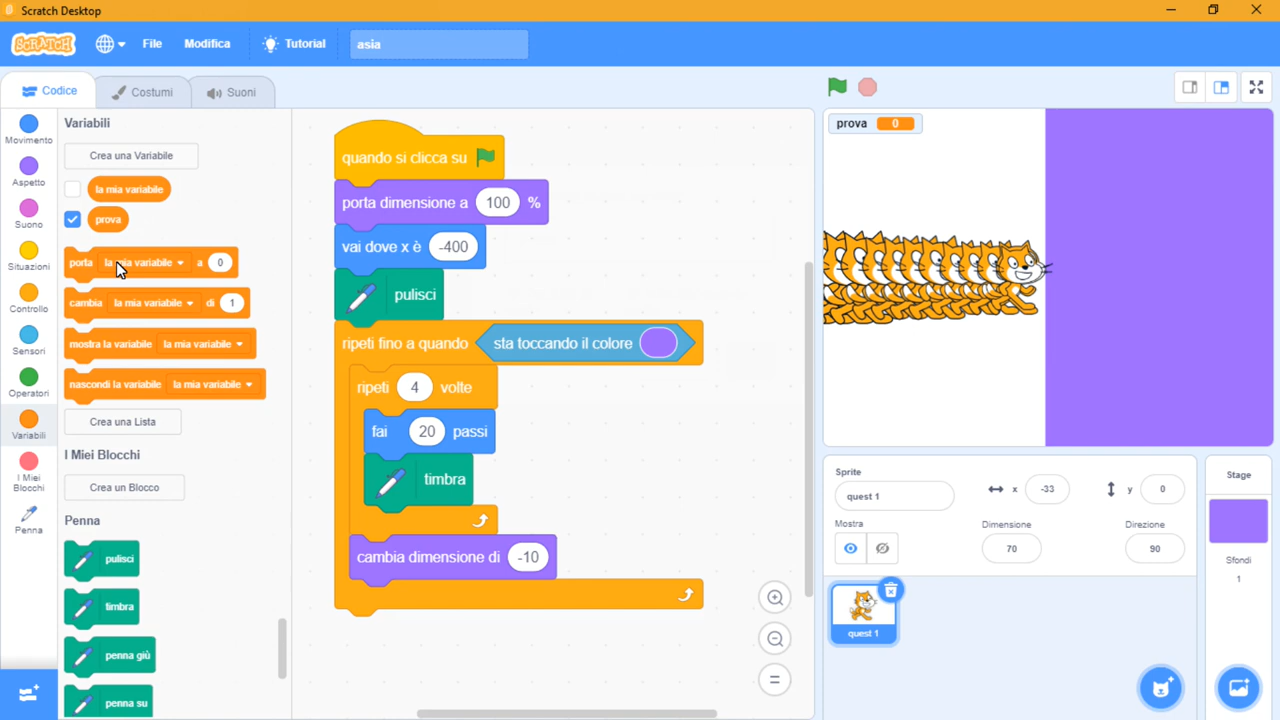 Scratch Desktop
SCRATCH
File
Modifica
Tutorial
asia
Codice
Costumi
Suoni
Movimento
Aspetto
Suono
Situazioni
Controllo
Sensori
Operatori
Variabili
I Miei
Blocchi
Penna
Variabili
Crea una Variabile
la mia variabile
prova
porta la mia variabile a 0
cambia la mia variabile di 1
mostra la variabile la mia variabile
nascondi la variabile la mia variabile
Crea una Lista
I Miei Blocchi
Crea un Blocco
Penna
pulisci
timbra
penna giù
penna su
quando si clicca su
porta dimensione a 100 %
vai dove x è -400
pulisci
ripeti fino a quando sta toccando il colore
ripeti 4 volte
fai 20 passi
timbra
cambia dimensione di -10
prova 0
Sprite
quest 1
x -33
y 0
Mostra
Dimensione
70
Direzione
90
quest 1
Stage
Sfondi
1